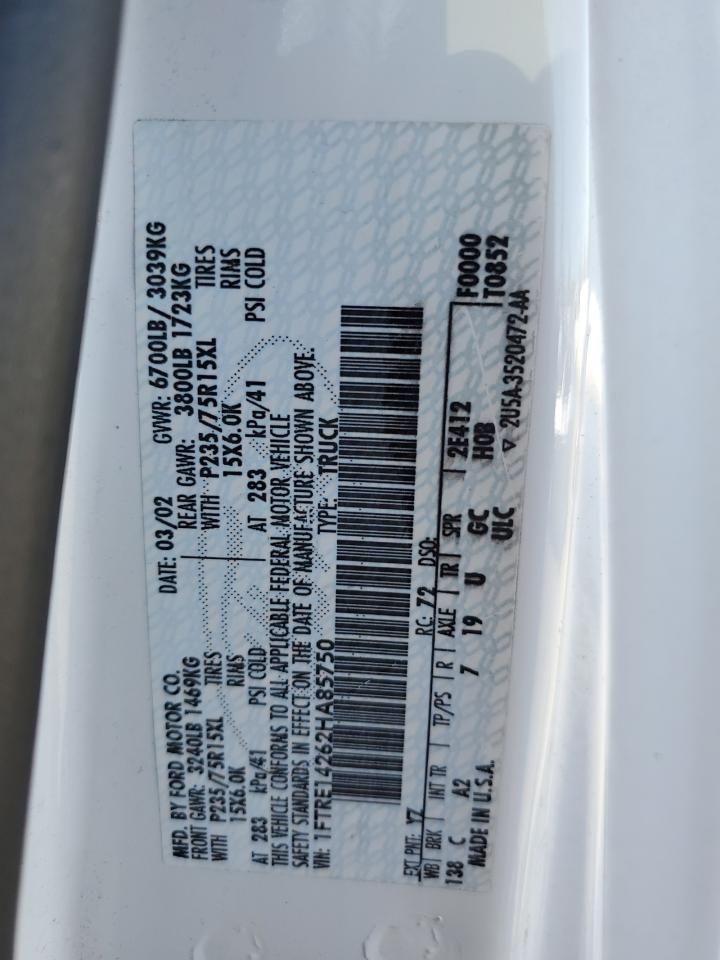 MFD. BY FORD MOTOR CO.
DATE: 03/02 GVWR: 6700LB/ 3039KG
FRONT GAWR: 3240LB 1469KG REAR GAWR: 3800LB 1723KG
WITH P235/75R15XL TIRES WITH P235/75R15XL TIRES
15X6.0K RIMS 15X6.0K RIMS
AT 283 kPa/41 PSI COLD AT 283 kPa/41 PSI COLD
THIS VEHICLE CONFORMS TO ALL APPLICABLE FEDERAL MOTOR VEHICLE
SAFETY STANDARDS IN EFFECT ON THE DATE OF MANUFACTURE SHOWN ABOVE.
VIN: 1FTRE14262HA85750 TYPE: TRUCK
EXT PNT: YZ RC: 72 DSO:
WB BRK INT TR TP/PS R AXLE TR SPR 2E412 F0000
138 C A2 7 19 U GC H0B T0852
MADE IN U.S.A. ULC
▽ 2U5A3520472-AA